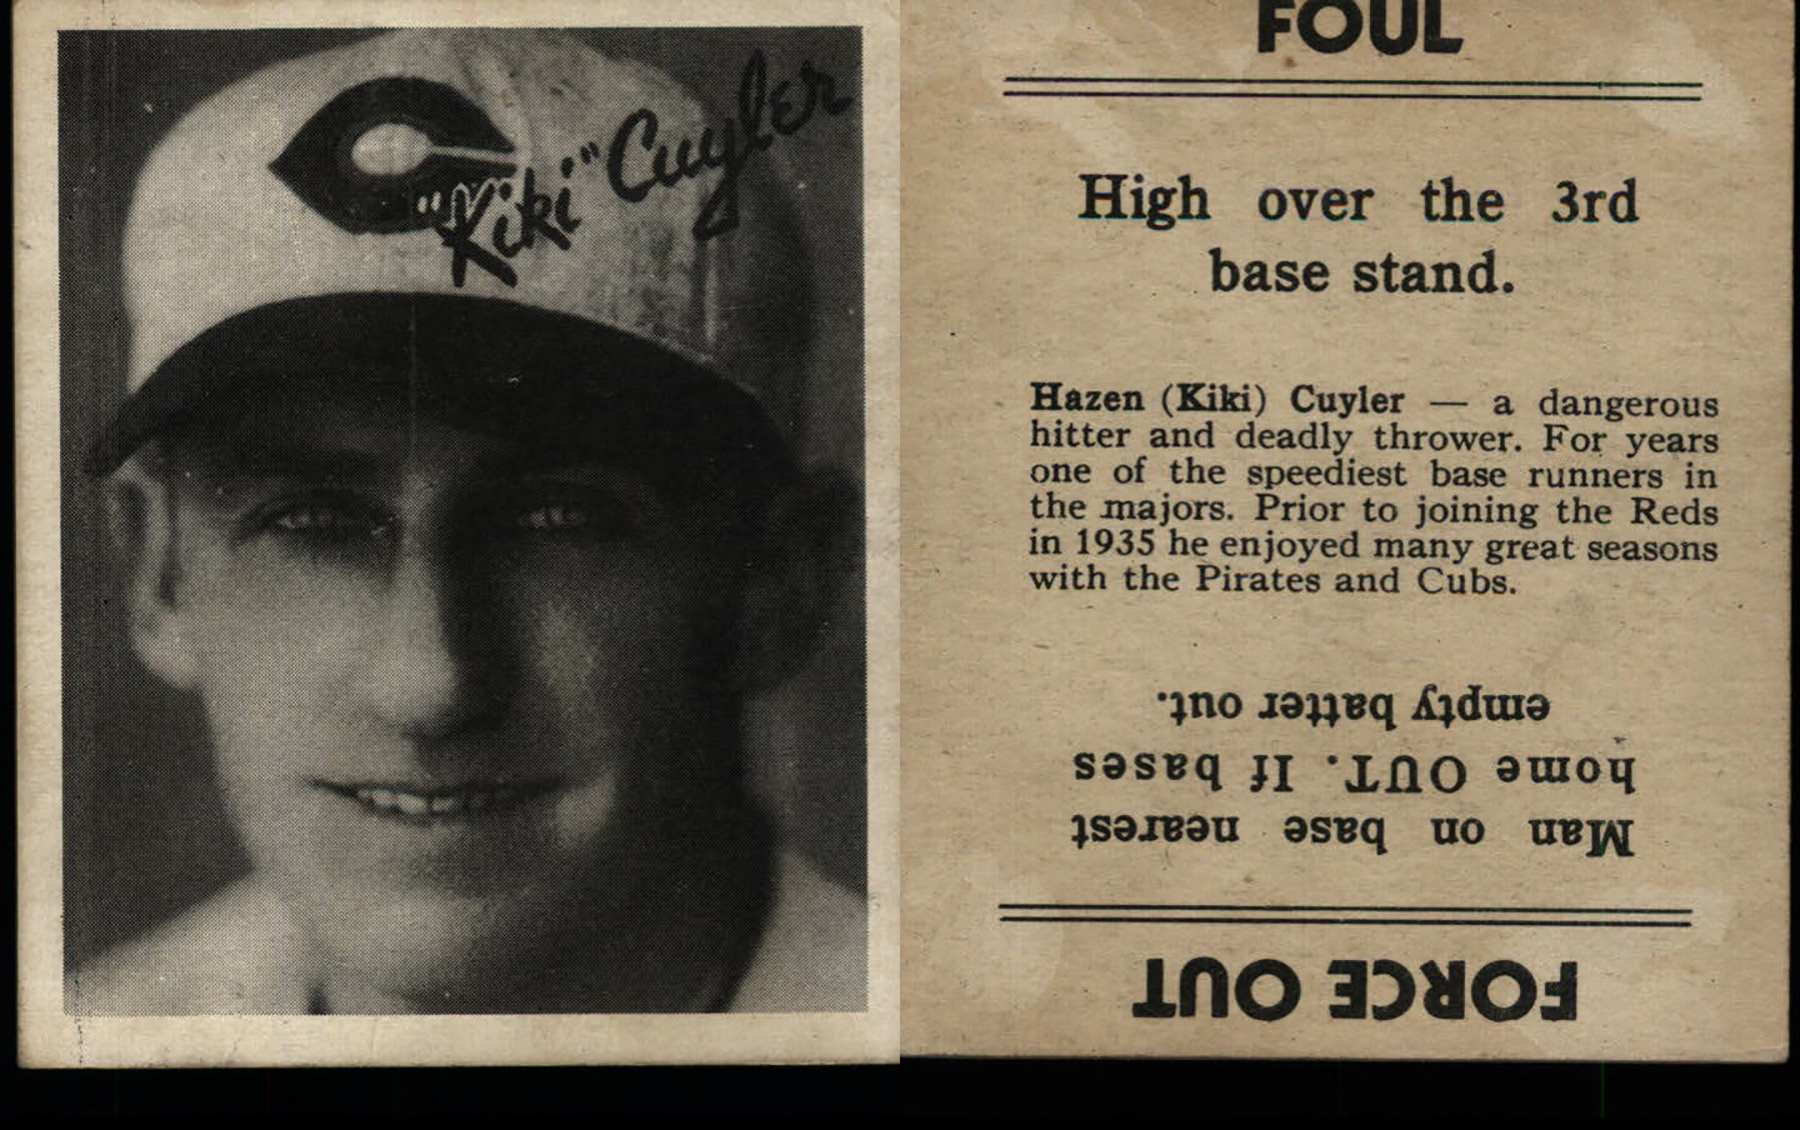 "Kiki" Cuyler
FOUL
High over the 3rd
base stand.
Hazen (Kiki) Cuyler — a dangerous
hitter and deadly thrower. For years
one of the speediest base runners in
the majors. Prior to joining the Reds
in 1935 he enjoyed many great seasons
with the Pirates and Cubs.
FORCE OUT
Man on base nearest
home OUT. If bases
empty batter out.